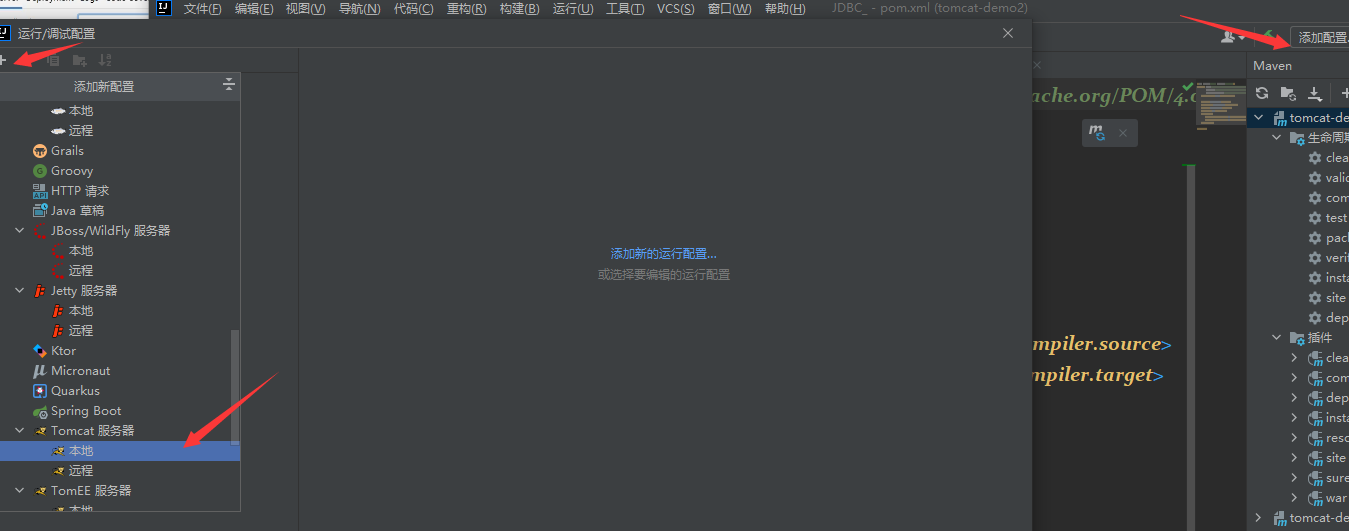 文件(F) 编辑(E) 视图(V) 导航(N) 代码(C) 重构(R) 构建(B) 运行(U) 工具(T) VCS(S) 窗口(W) 帮助(H) JDBC_ - pom.xml (tomcat-demo2)
运行/调试配置
添加配置
添加新配置
本地
远程
Grails
Groovy
HTTP 请求
Java 草稿
JBoss/WildFly 服务器
本地
远程
Jetty 服务器
本地
远程
Ktor
Micronaut
Quarkus
Spring Boot
Tomcat 服务器
本地
远程
TomEE 服务器
本地
添加新的运行配置...
或选择要编辑的运行配置
ache.org/POM/4.
mpiler.source>
mpiler.target>
Maven
tomcat-de
生命周期
clea
valid
com
test
pack
verif
insta
site
dep
插件
clea
com
dep
insta
reso
site
sure
war
tomcat-de